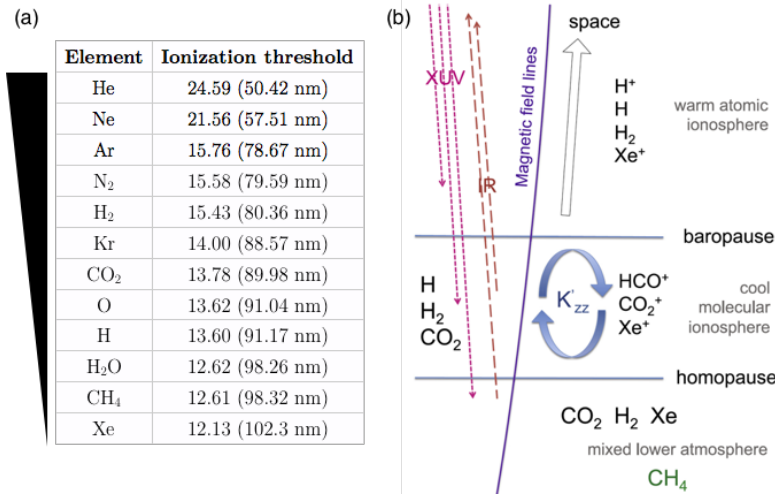 (a)
Element Ionization threshold
He 24.59 (50.42 nm)
Ne 21.56 (57.51 nm)
Ar 15.76 (78.67 nm)
N₂ 15.58 (79.59 nm)
H₂ 15.43 (80.36 nm)
Kr 14.00 (88.57 nm)
CO₂ 13.78 (89.98 nm)
O 13.62 (91.04 nm)
H 13.60 (91.17 nm)
H₂O 12.62 (98.26 nm)
CH₄ 12.61 (98.32 nm)
Xe 12.13 (102.3 nm)
(b)
space
XUV
IR
Magnetic field lines
H⁺
H
H₂
Xe⁺
warm atomic
ionosphere
baropause
H
H₂
CO₂
K'zz
HCO⁺
CO₂⁺
Xe⁺
cool
molecular
ionosphere
homopause
CO₂ H₂ Xe
mixed lower atmosphere
CH₄